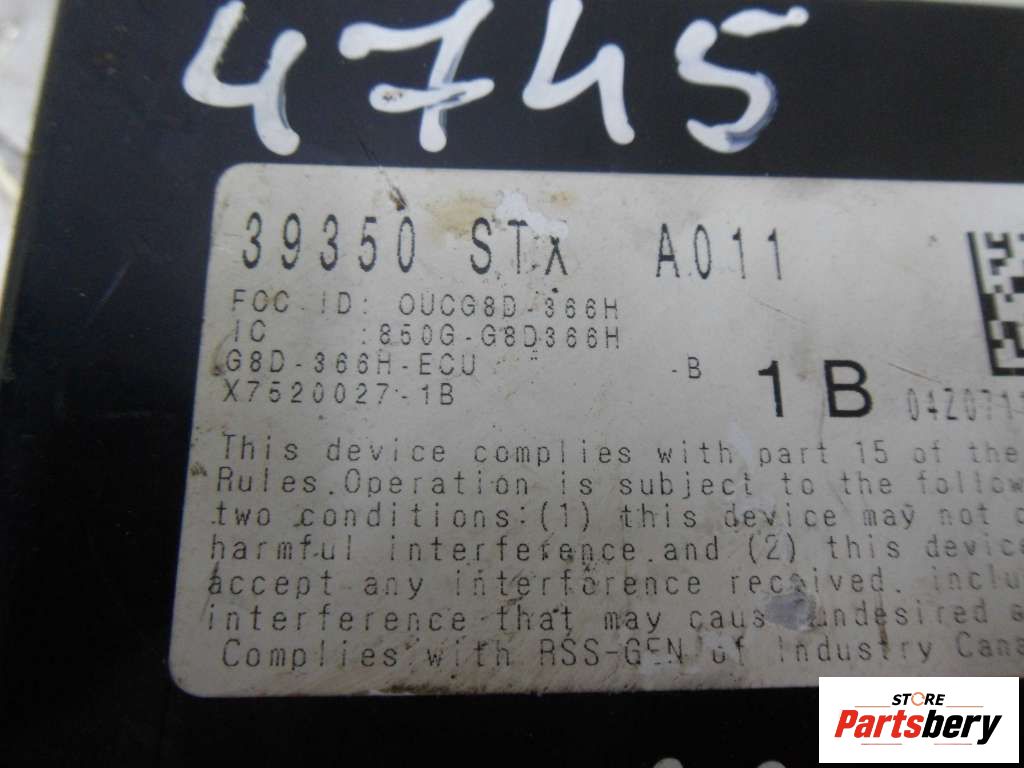 4745
39350 STX A011
FCC ID: OUCG8D-366H
IC :850G-G8D366H
G8D-366H-ECU -B
X7520027-1B
1B 04Z071
This device complies with part 15 of the
Rules.Operation is subject to the
two conditions:(1) this device may not
harmful interference.and (2) this
accept any interference received.
interference that may undesired
Complies with RSS-GEN of Industry
STORE
Partsbery